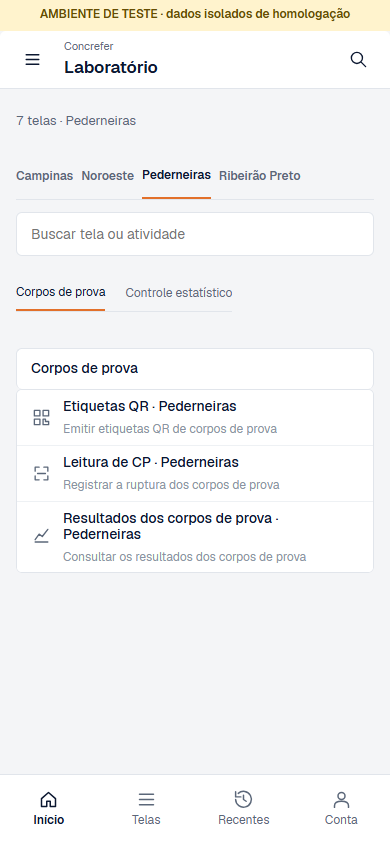 AMBIENTE DE TESTE · dados isolados de homologação
Concrefer
Laboratório
7 telas · Pederneiras
Campinas Noroeste Pederneiras Ribeirão Preto
Buscar tela ou atividade
Corpos de prova Controle estatístico
Corpos de prova
Etiquetas QR · Pederneiras
Emitir etiquetas QR de corpos de prova
Leitura de CP · Pederneiras
Registrar a ruptura dos corpos de prova
Resultados dos corpos de prova ·
Pederneiras
Consultar os resultados dos corpos de prova
Início Telas Recentes Conta